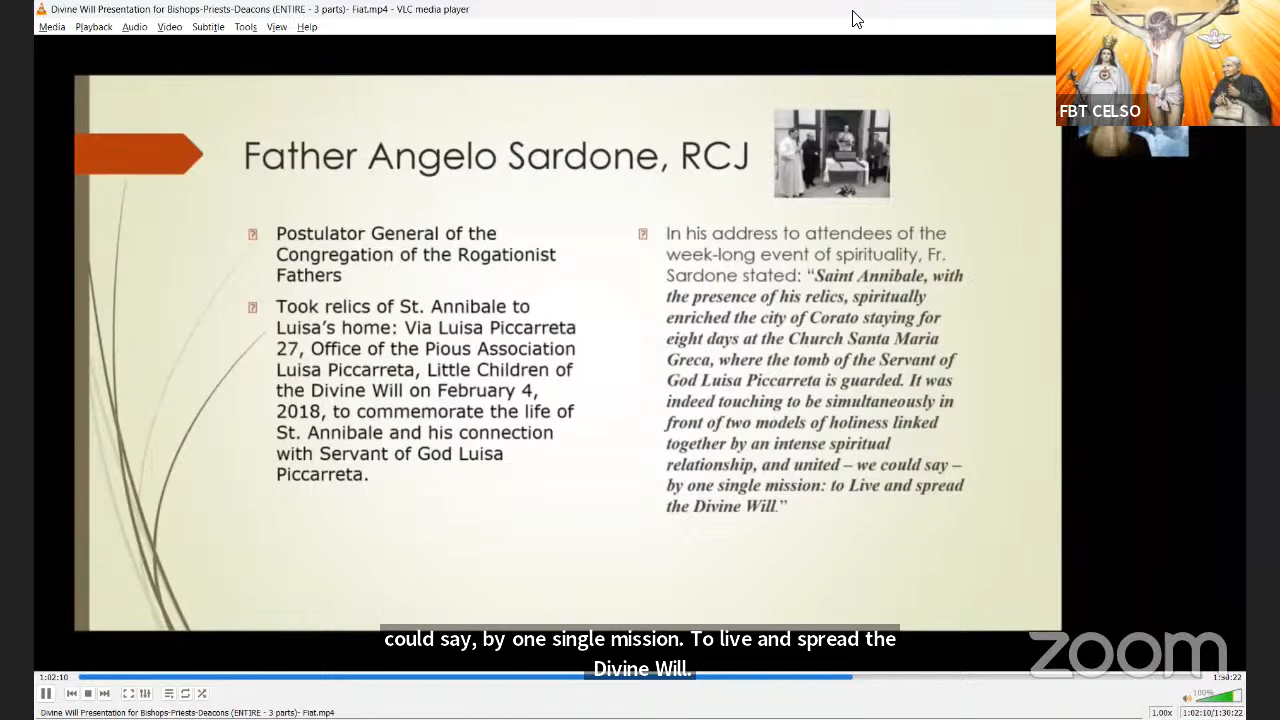 Divine Will Presentation for Bishops-Priests-Deacons (ENTIRE - 3 parts)- Fiat.mp4 - VLC media player
Media Playback Audio Video Subtitle Tools View Help
FBT CELSO
Father Angelo Sardone, RCJ
Postulator General of the
Congregation of the Rogationist
Fathers
Took relics of St. Annibale to
Luisa’s home: Via Luisa Piccarreta
27, Office of the Pious Association
Luisa Piccarreta, Little Children of
the Divine Will on February 4,
2018, to commemorate the life of
St. Annibale and his connection
with Servant of God Luisa
Piccarreta.
In his address to attendees of the
week-long event of spirituality, Fr.
Sardone stated: “Saint Annibale, with
the presence of his relics, spiritually
enriched the city of Corato staying for
eight days at the Church Santa Maria
Greca, where the tomb of the Servant of
God Luisa Piccarreta is guarded. It was
indeed touching to be simultaneously in
front of two models of holiness linked
together by an intense spiritual
relationship, and united – we could say –
by one single mission: to Live and spread
the Divine Will.”
could say, by one single mission. To live and spread the
Divine Will.
zoom
1:02:10
1:30:22
100%
Divine Will Presentation for Bishops-Priests-Deacons (ENTIRE - 3 parts)- Fiat.mp4
1.00x
1:02:10/1:30:22